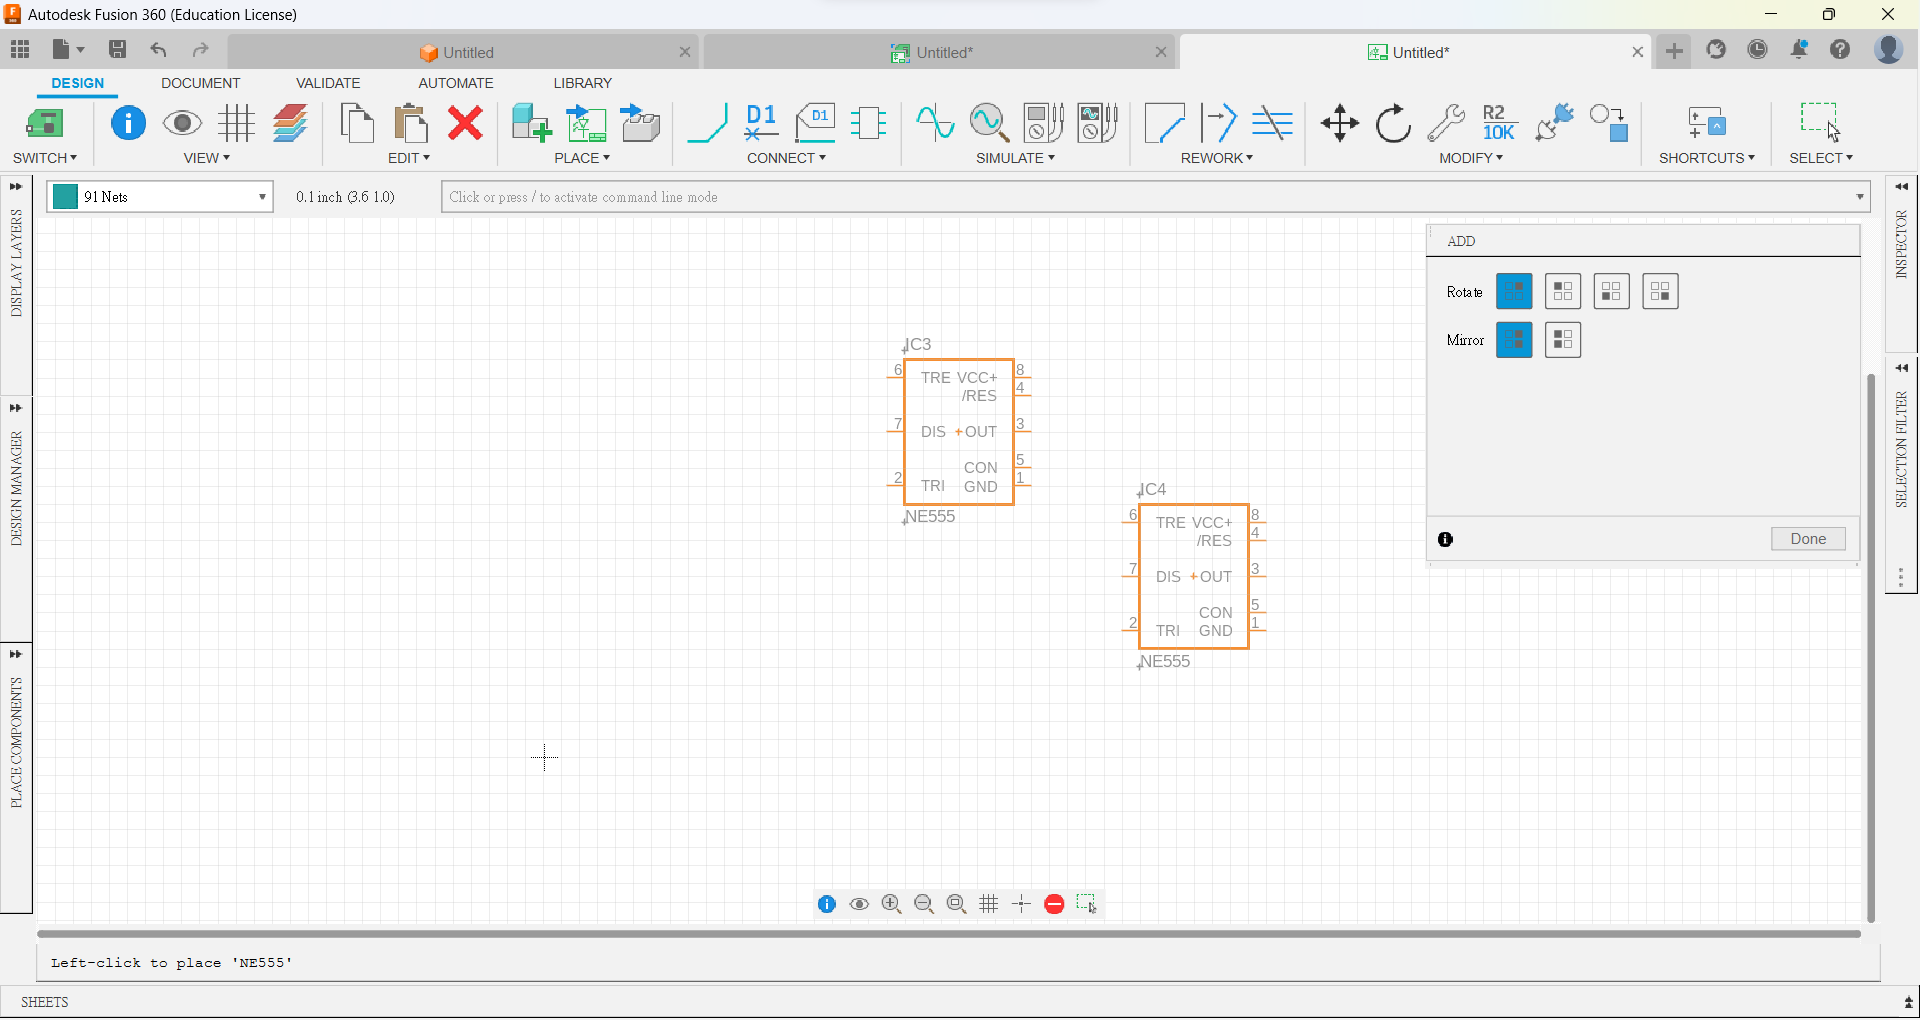 Autodesk Fusion 360 (Education License)
Untitled
Untitled*
Untitled*
DESIGN
DOCUMENT
VALIDATE
AUTOMATE
LIBRARY
D1
D1
R2
10K
SWITCH
VIEW
EDIT
PLACE
CONNECT
SIMULATE
REWORK
MODIFY
SHORTCUTS
SELECT
91 Nets
0.1 inch (3.6 1.0)
Click or press / to activate command line mode
DISPLAY LAYERS
DESIGN MANAGER
PLACE COMPONENTS
INSPECTOR
SELECTION FILTER
ADD
Rotate
Mirror
Done
IC3
6 TRE VCC+ 8
/RES 4
7 DIS +OUT 3
CON 5
2 TRI GND 1
NE555
IC4
6 TRE VCC+ 8
/RES 4
7 DIS +OUT 3
CON 5
2 TRI GND 1
NE555
Left-click to place 'NE555'
SHEETS